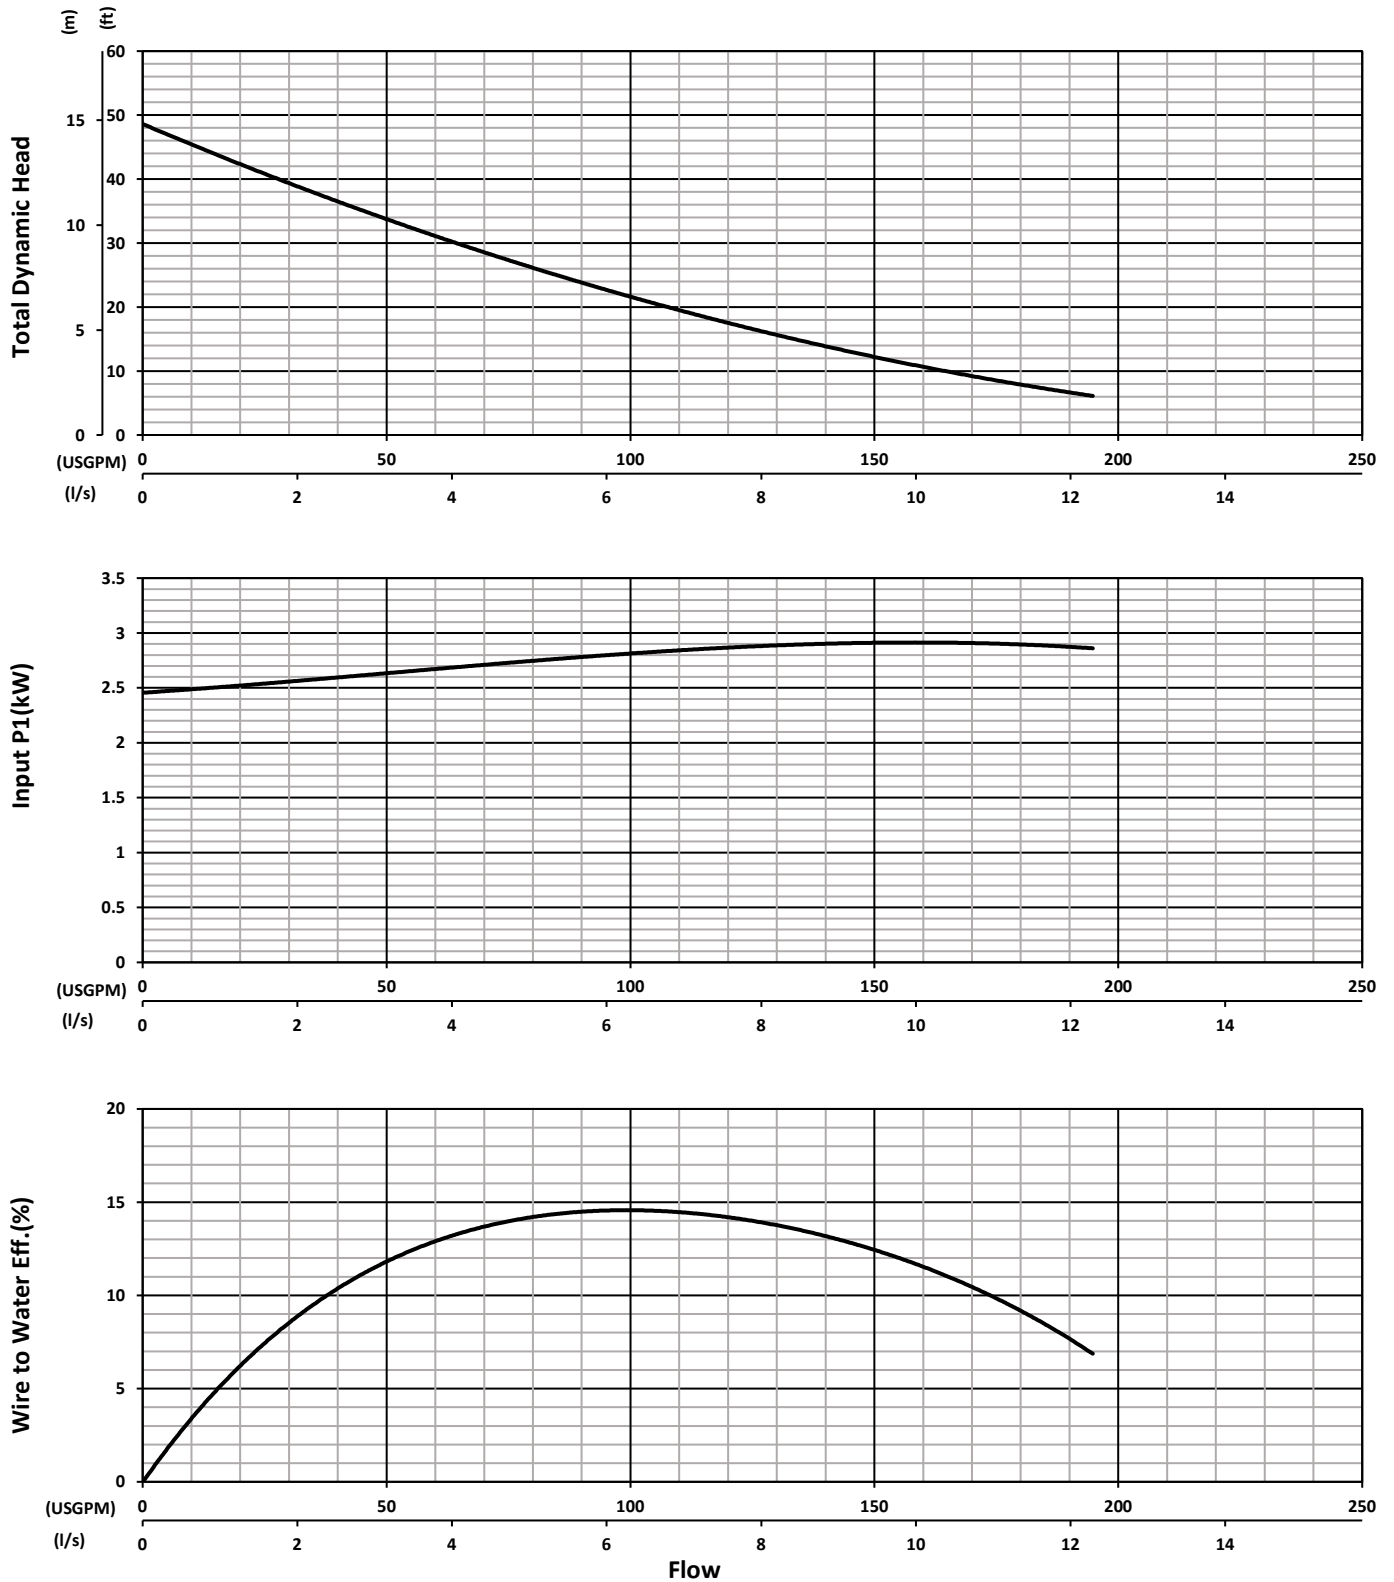 (m) (ft)
Total Dynamic Head
60
15 50
40
10 30
20
5 10
0 0
(USGPM) 0 50 100 150 200 250
(l/s) 0 2 4 6 8 10 12 14
Input P1(kW)
3.5
3
2.5
2
1.5
1
0.5
0
(USGPM) 0 50 100 150 200 250
(l/s) 0 2 4 6 8 10 12 14
Wire to Water Eff.(%)
20
15
10
5
0
(USGPM) 0 50 100 150 200 250
(l/s) 0 2 4 6 8 10 12 14
Flow